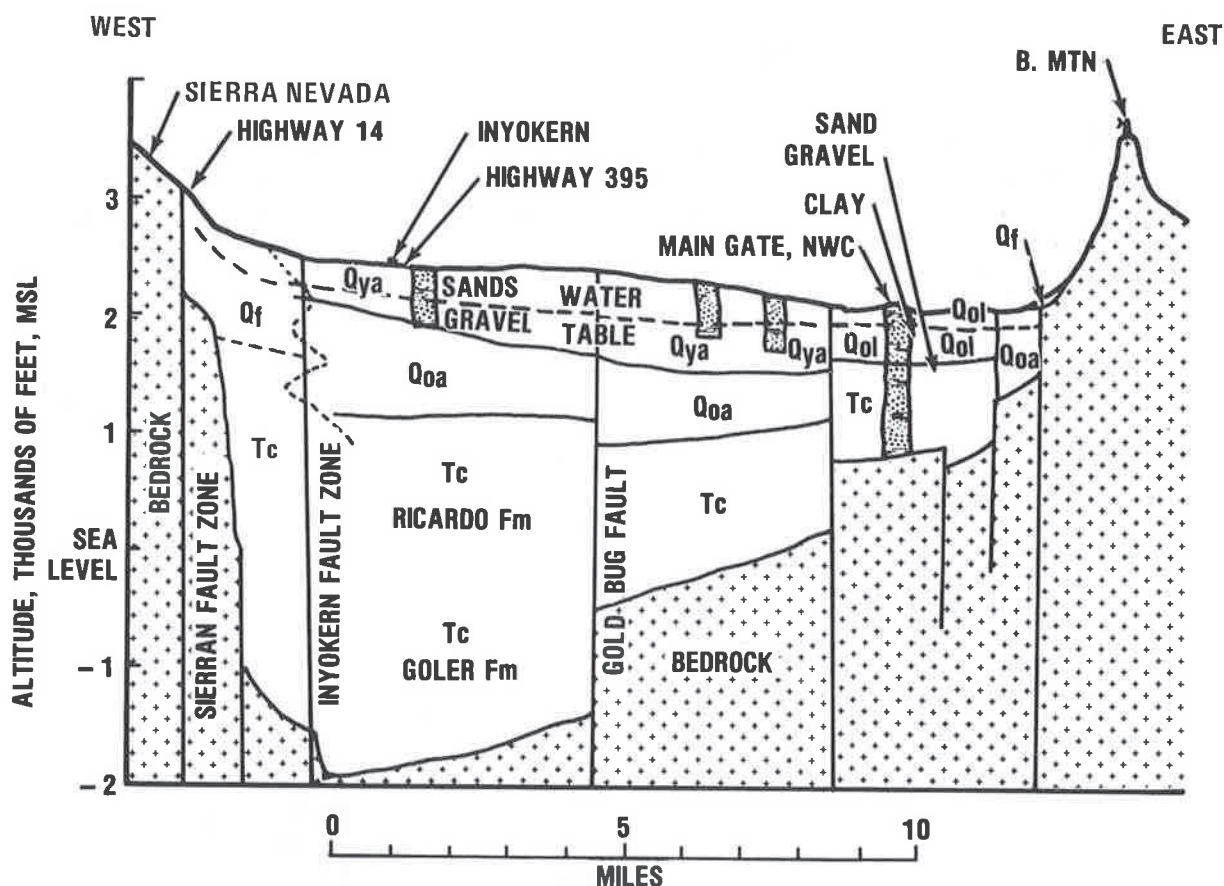 WEST
EAST
B. MTN
SIERRA NEVADA
HIGHWAY 14
INYOKERN
HIGHWAY 395
SAND
GRAVEL
CLAY
MAIN GATE, NWC
Qf
3
2
1
SEA
LEVEL
– 1
– 2
ALTITUDE, THOUSANDS OF FEET, MSL
Qya
SANDS
GRAVEL
WATER
TABLE
Qf
Qya
Qya
Qol
Qol
Qol
Qoa
Qoa
Qoa
Tc
Tc
Tc
RICARDO Fm
Tc
Tc
GOLER Fm
BEDROCK
SIERRAN FAULT ZONE
INYOKERN FAULT ZONE
GOLD BUG FAULT
BEDROCK
0
5
10
MILES